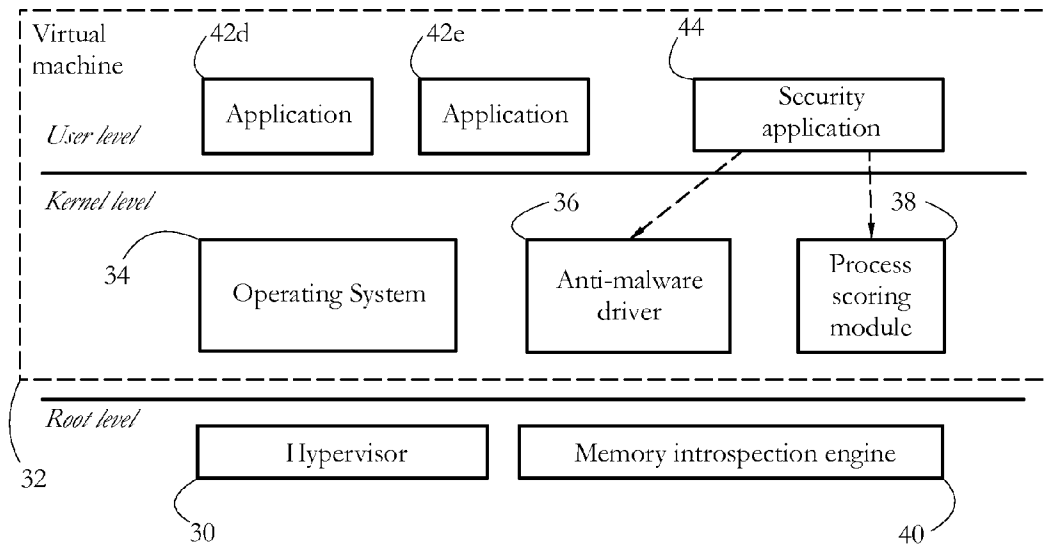 Virtual
machine
42d
42e
44
Application
Application
Security
application
User level
Kernel level
36
38
34
Operating System
Anti-malware
driver
Process
scoring
module
Root level
32
Hypervisor
Memory introspection engine
30
40